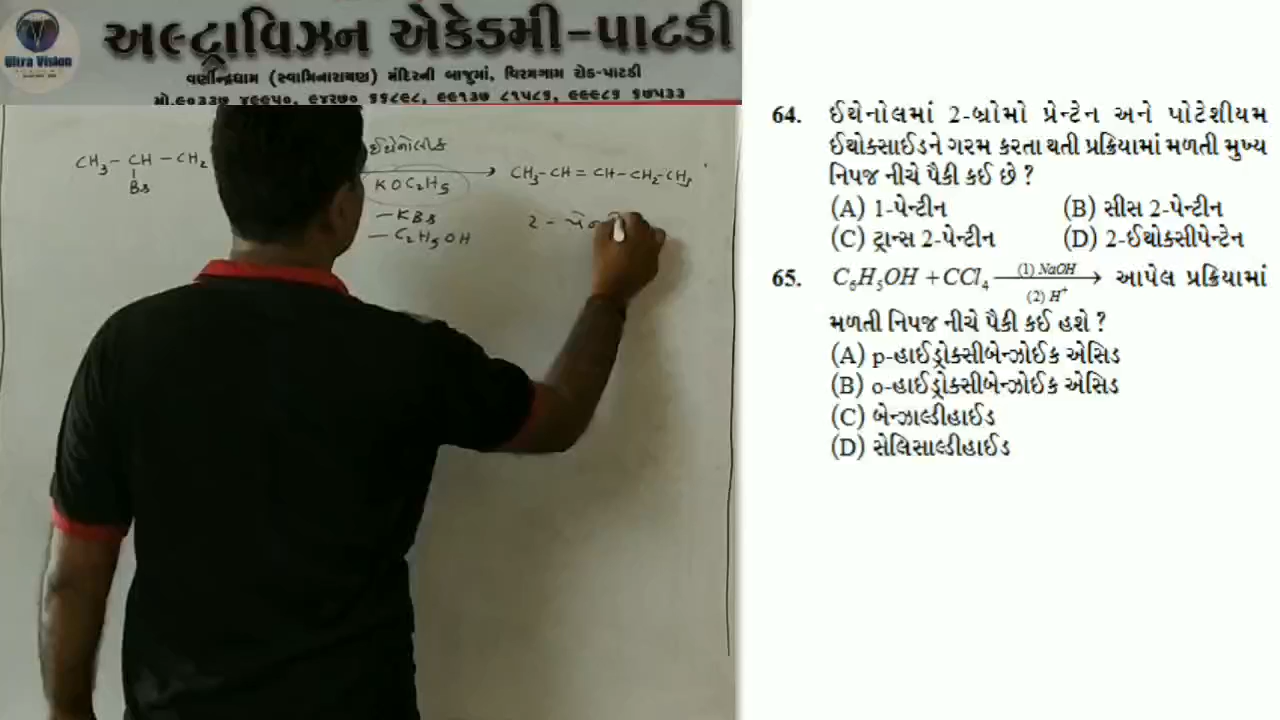 Ultra Vision
અલ્ટ્રાવિઝન એકેડમી-પાટડી
વર્ણીન્દ્રધામ (સ્વામિનારાયણ) મંદિરની બાજુમાં, વિરમગામ રોડ-પાટડી
CH3 - CH - CH2
Br
ઈથેનોલીક
KOC2H5
- KBr
- C2H5OH
CH3-CH = CH-CH2-CH3
2 -
64. ઈથેનોલમાં 2-બ્રોમો પ્રેન્ટેન અને પોટેશીયમ
ઈથોક્સાઈડને ગરમ કરતા થતી પ્રક્રિયામાં મળતી મુખ્ય
નિપજ નીચે પૈકી કઈ છે ?
(A) 1-પેન્ટીન (B) સીસ 2-પેન્ટીન
(C) ટ્રાન્સ 2-પેન્ટીન (D) 2-ઈથોક્સીપેન્ટેન
65. C6H5OH + CCl4 (1) NaOH (2) H+ → આપેલ પ્રક્રિયામાં
મળતી નિપજ નીચે પૈકી કઈ હશે ?
(A) p-હાઈડ્રોક્સીબેન્ઝોઈક એસિડ
(B) o-હાઈડ્રોક્સીબેન્ઝોઈક એસિડ
(C) બેન્ઝાલ્ડીહાઈડ
(D) સેલિસાલ્ડીહાઈડ